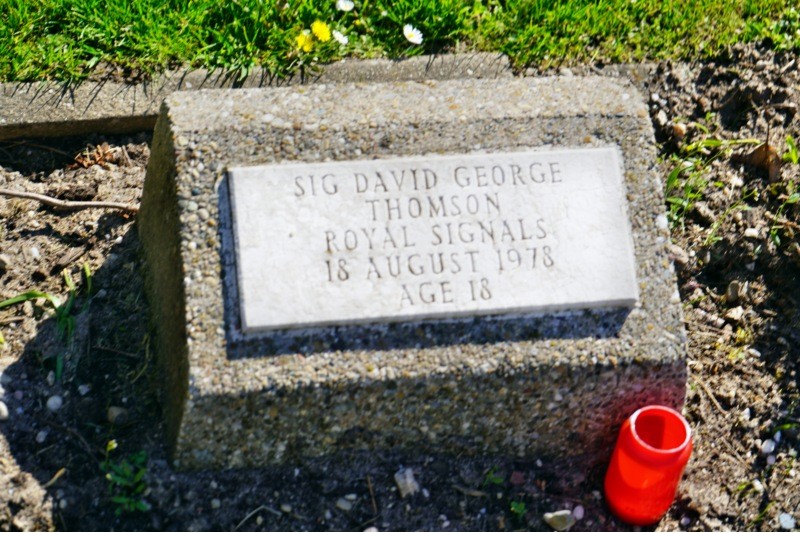 SIG DAVID GEORGE
THOMSON
ROYAL SIGNALS
18 AUGUST 1978
AGE 18